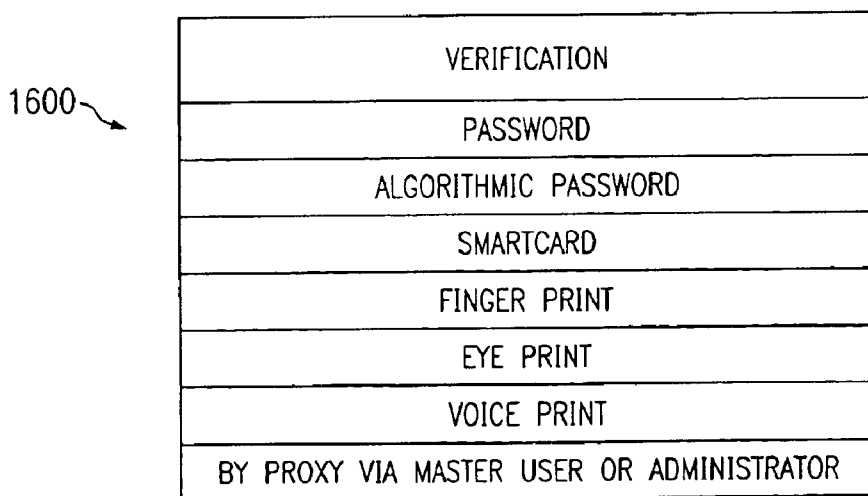 VERIFICATION
1600
PASSWORD
ALGORITHMIC PASSWORD
SMARTCARD
FINGER PRINT
EYE PRINT
VOICE PRINT
BY PROXY VIA MASTER USER OR ADMINISTRATOR